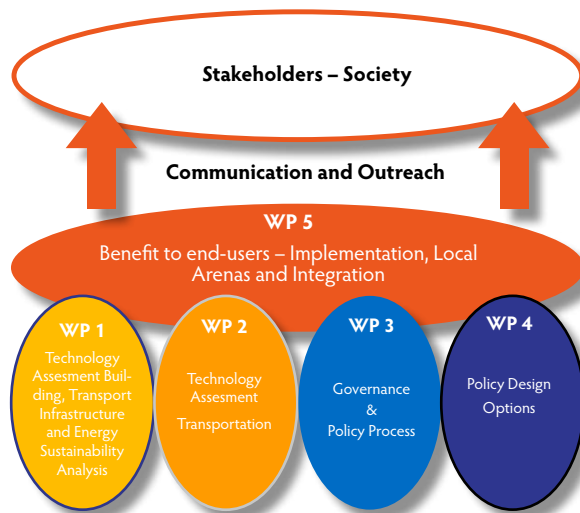 Stakeholders – Society
Communication and Outreach
WP 5
Benefit to end-users – Implementation, Local
Arenas and Integration
WP 1
Technology
Assesment Buil-
ding, Transport
Infrastructure
and Energy
Sustainability
Analysis
WP 2
Technology
Assesment
Transportation
WP 3
Governance
&
Policy Process
WP 4
Policy Design
Options